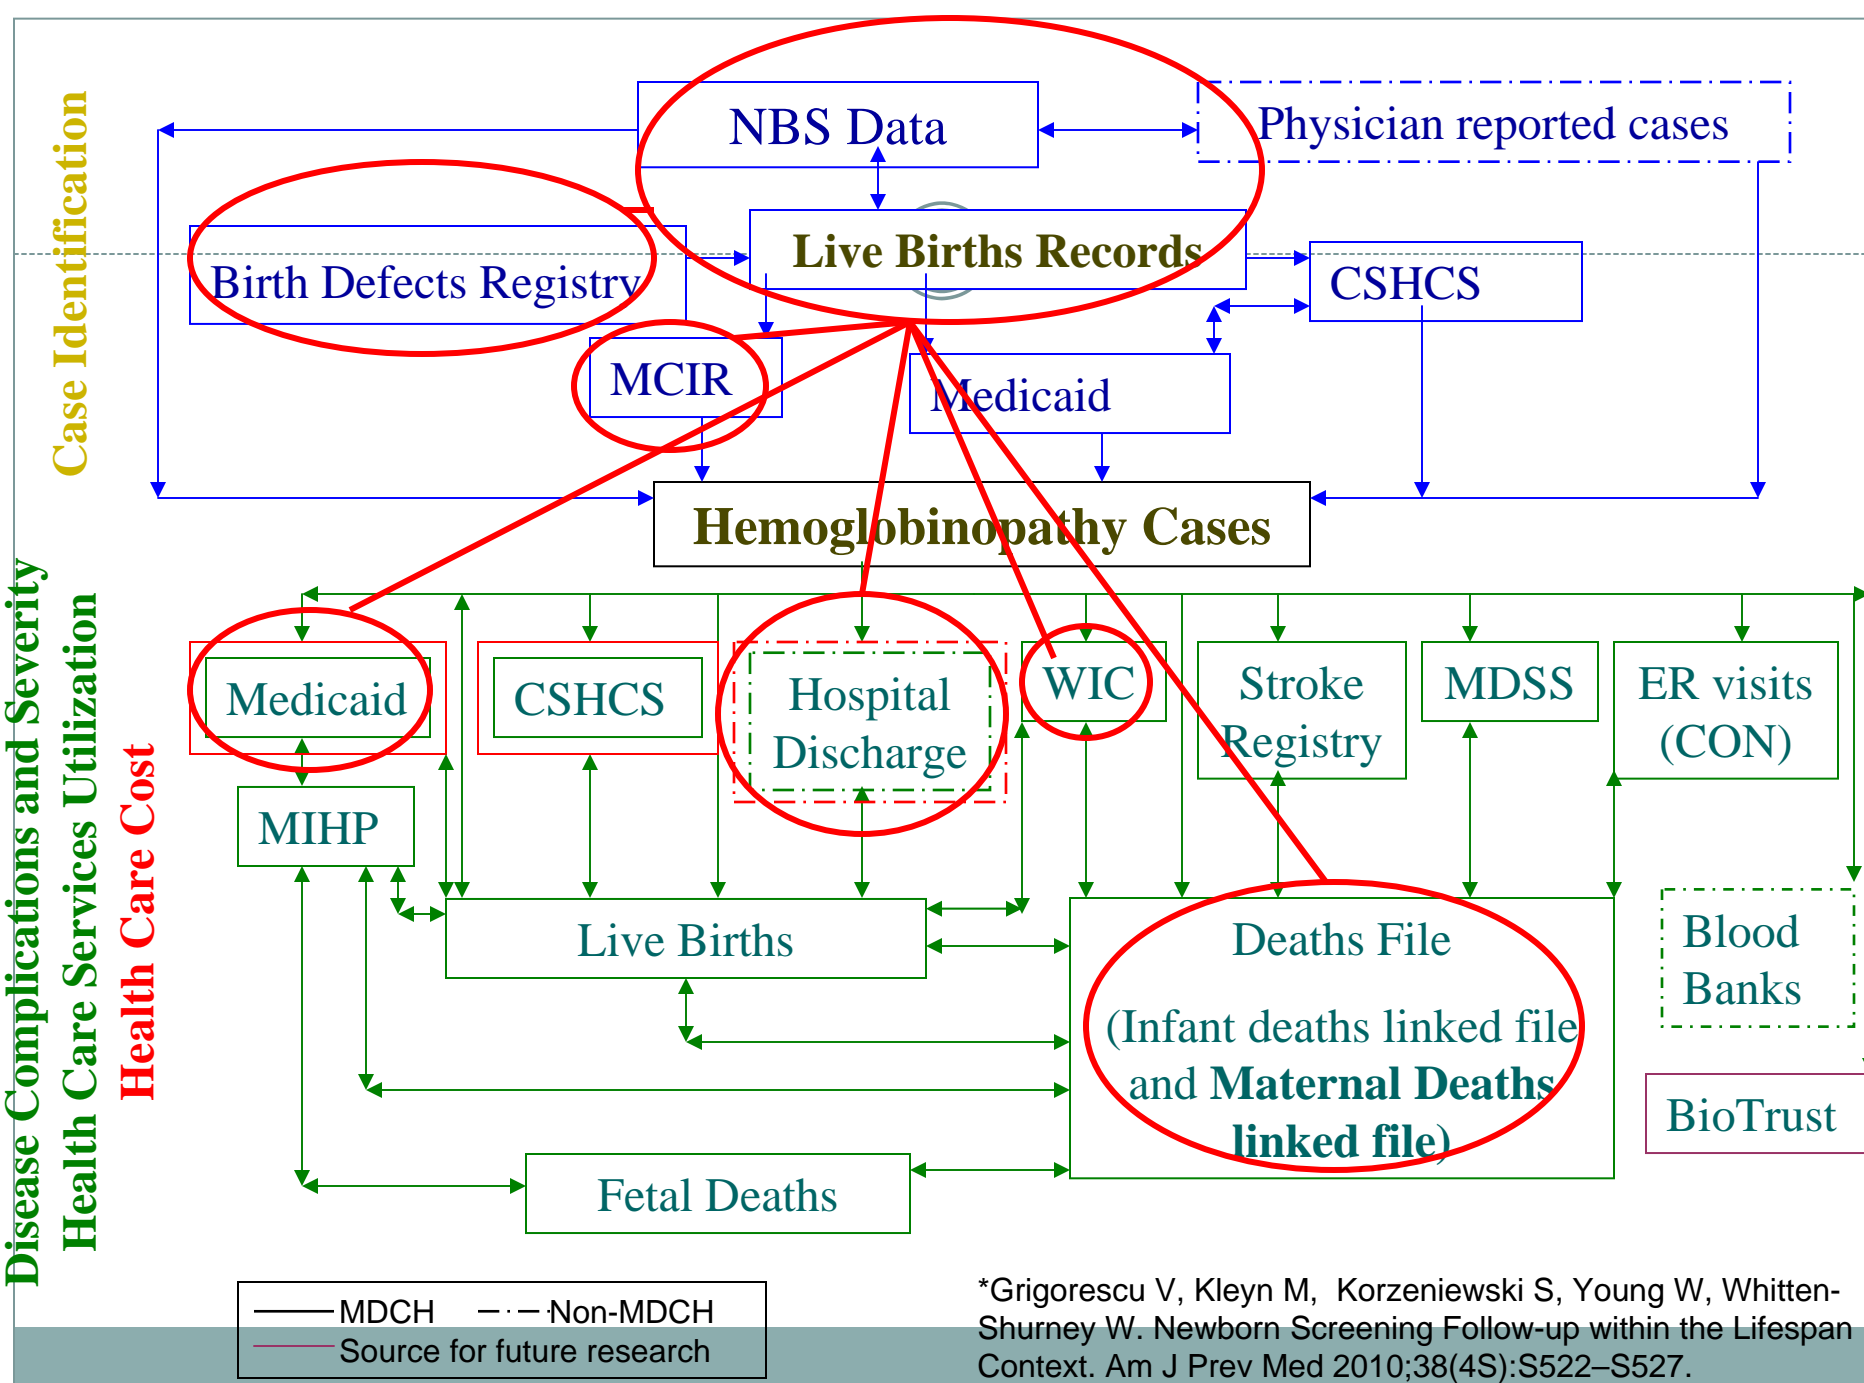 Case Identification
NBS Data
Physician reported cases
Live Births Records
Birth Defects Registry
CSHCS
MCIR
Medicaid
Hemoglobinopathy Cases
Disease Complications and Severity
Health Care Services Utilization
Health Care Cost
Medicaid
CSHCS
Hospital
Discharge
WIC
Stroke
Registry
MDSS
ER visits
(CON)
MIHP
Live Births
Deaths File
(Infant deaths linked file
and Maternal Deaths
linked file)
Blood
Banks
BioTrust
Fetal Deaths
MDCH
Non-MDCH
Source for future research
*Grigorescu V, Kleyn M, Korzeniewski S, Young W, Whitten-
Shurney W. Newborn Screening Follow-up within the Lifespan
Context. Am J Prev Med 2010;38(4S):S522–S527.